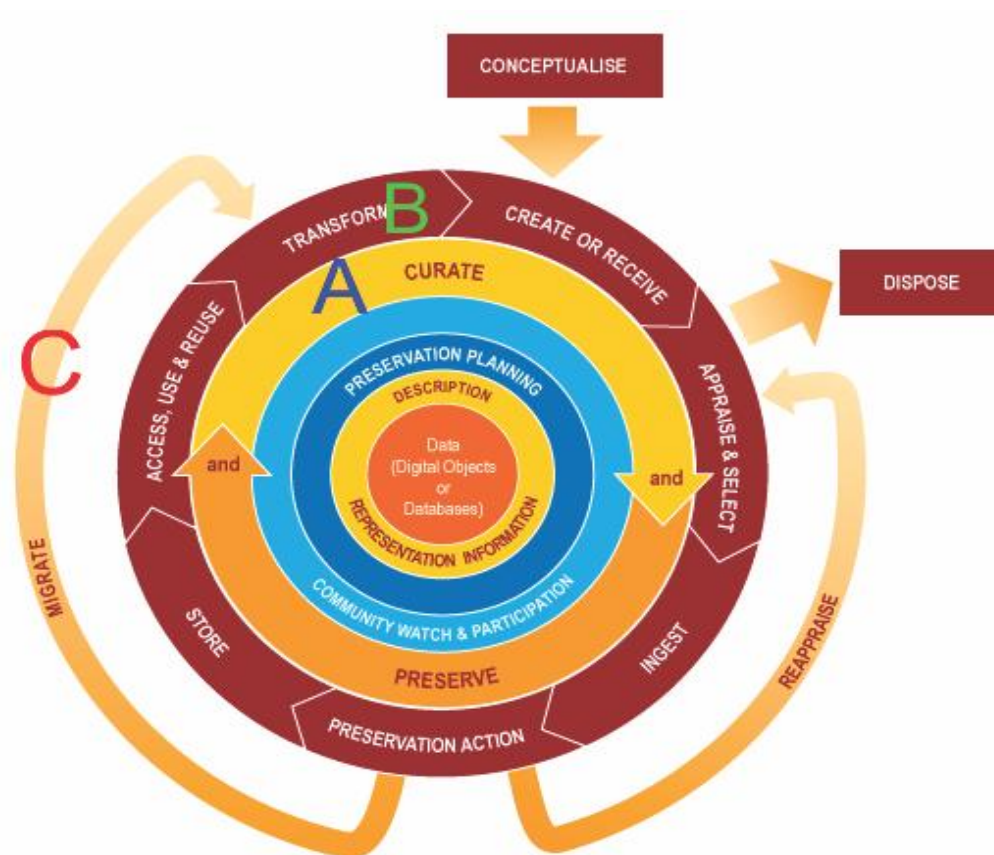 CONCEPTUALISE
DISPOSE
CREATE OR RECEIVE
APPRAISE & SELECT
INGEST
PRESERVATION ACTION
STORE
ACCESS, USE & REUSE
TRANSFORM
B
A
C
CURATE
and
PRESERVE
and
PRESERVATION PLANNING
COMMUNITY WATCH & PARTICIPATION
DESCRIPTION
REPRESENTATION INFORMATION
Data
(Digital Objects
or
Databases)
MIGRATE
REAPPRAISE